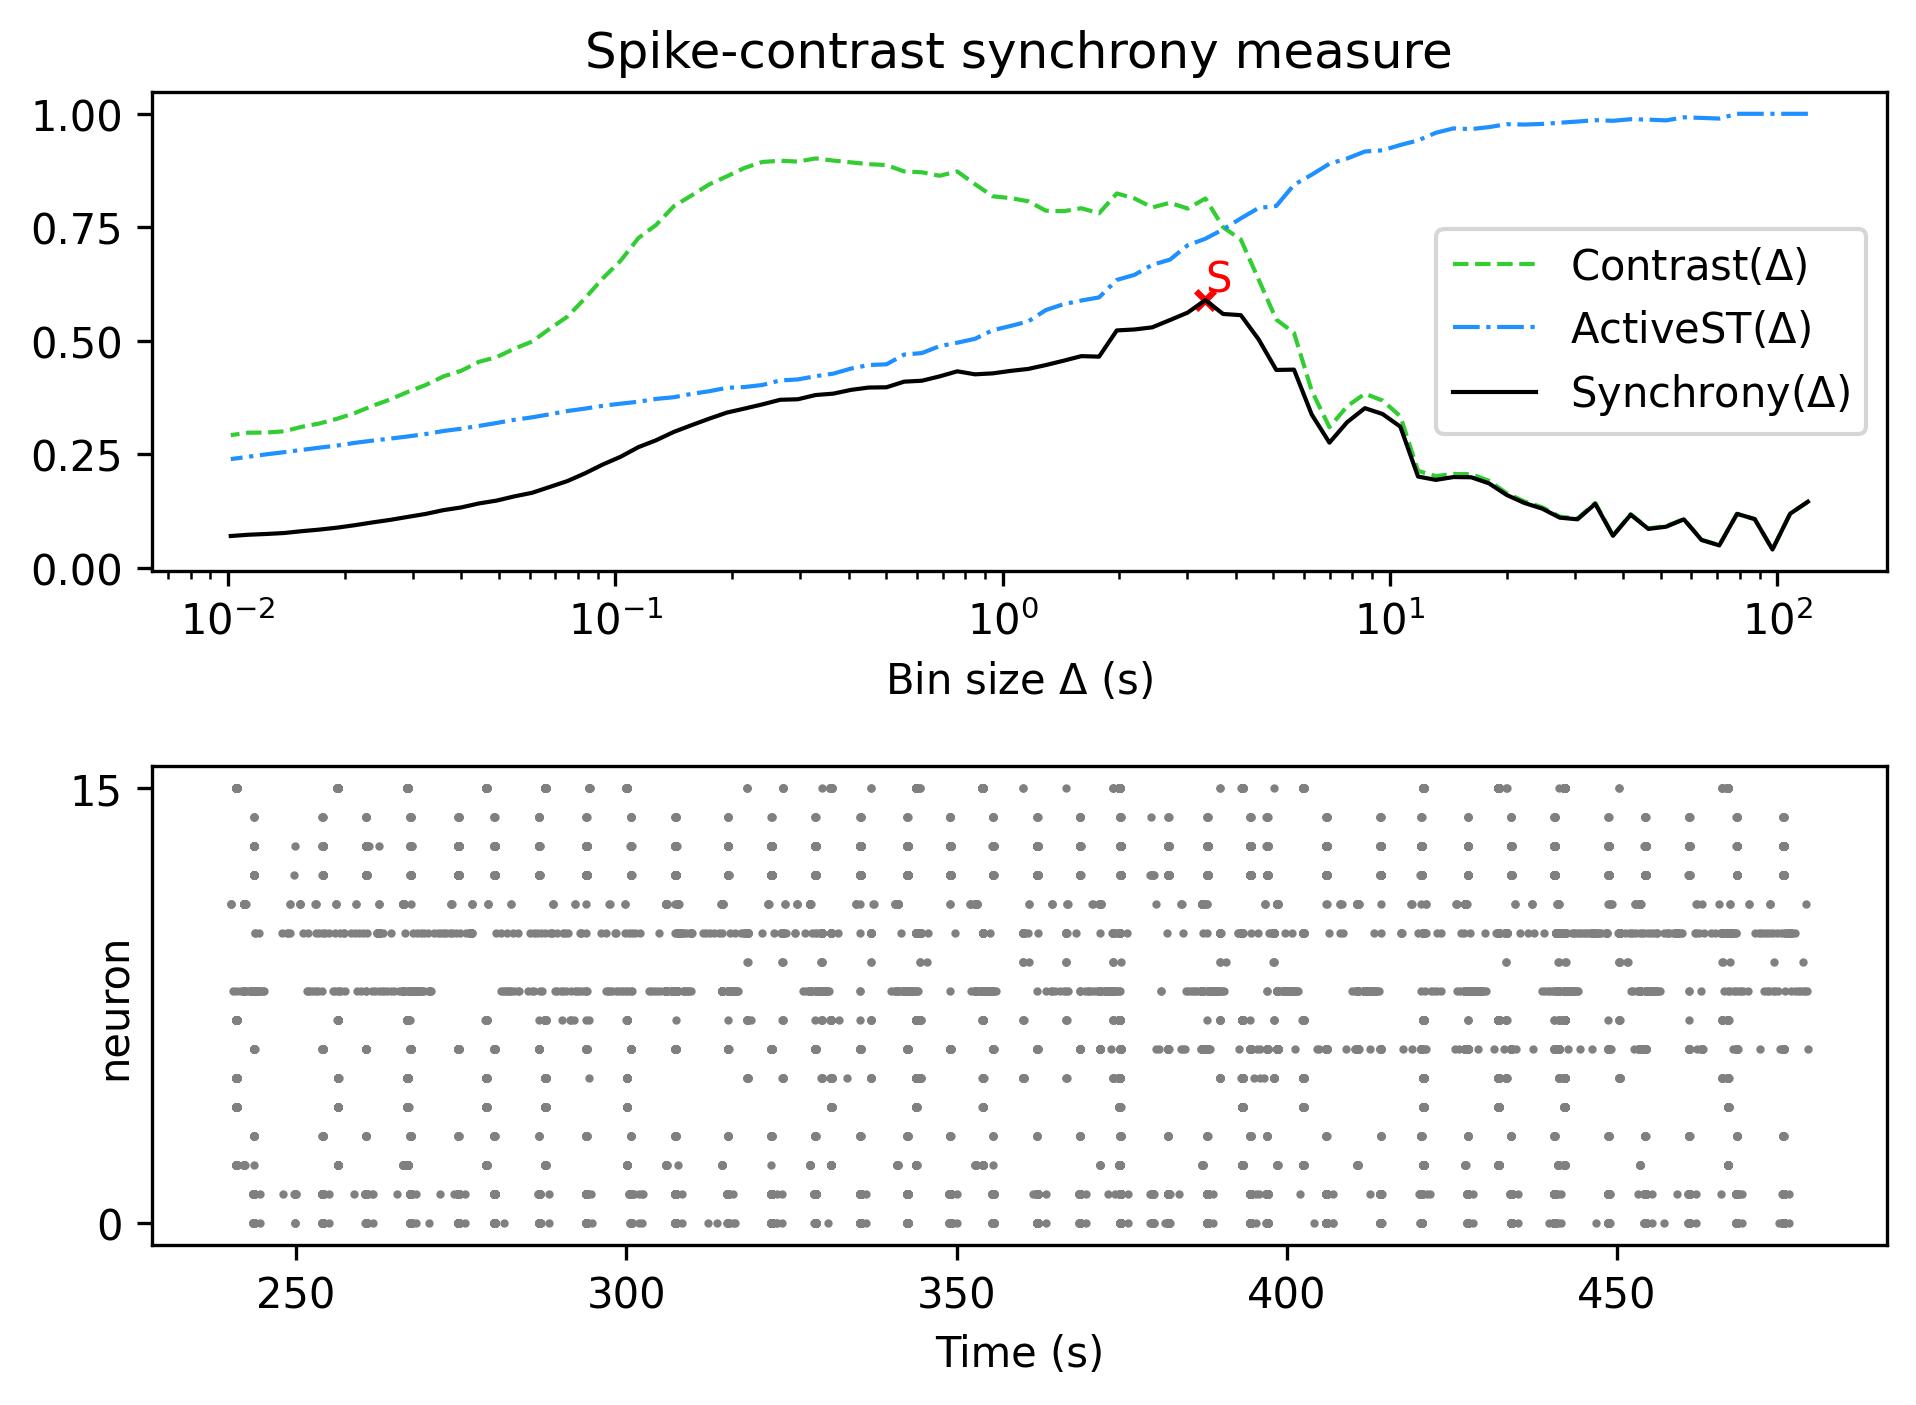 Spike-contrast synchrony measure
1.00
0.75
0.50
0.25
0.00
S
Contrast(Δ)
ActiveST(Δ)
Synchrony(Δ)
10⁻² 10⁻¹ 10⁰ 10¹ 10²
Bin size Δ (s)
15
neuron
0
250 300 350 400 450
Time (s)